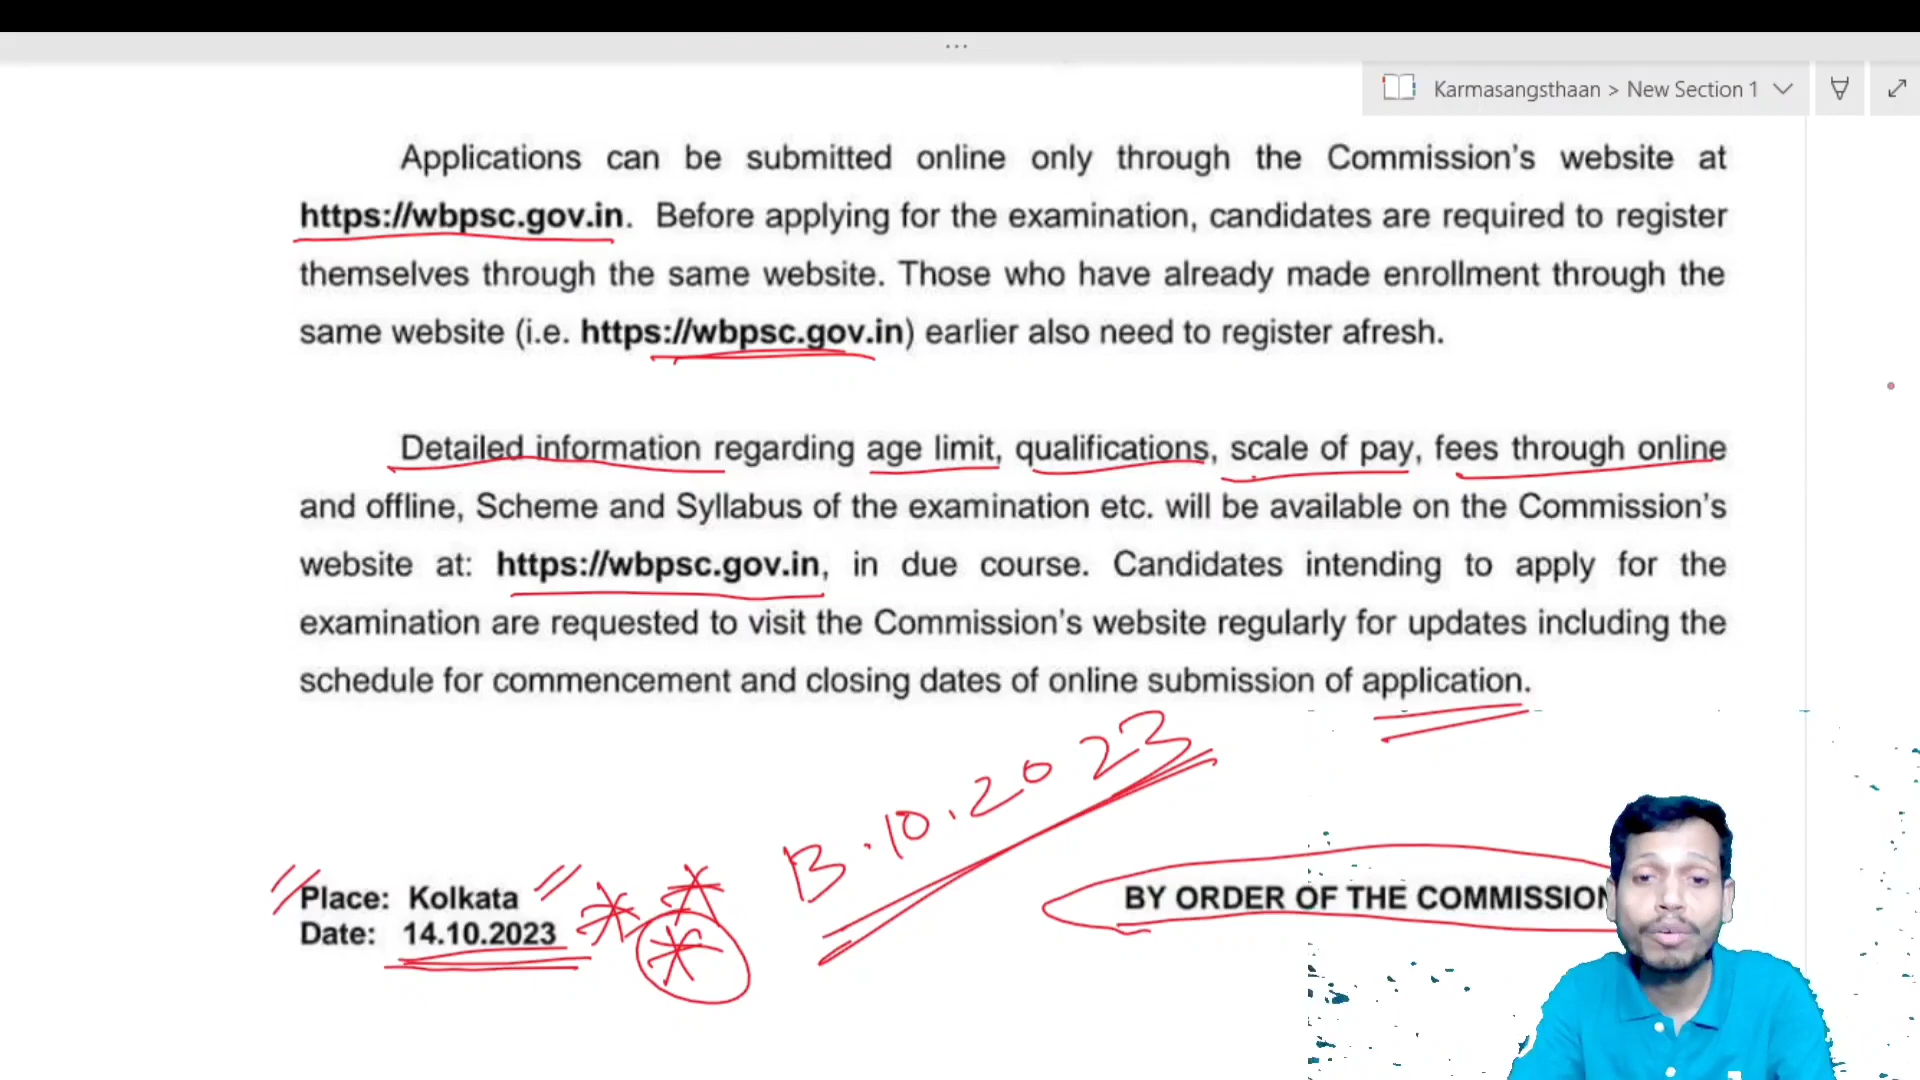 Karmasangsthaan > New Section 1
Applications can be submitted online only through the Commission's website at
https://wbpsc.gov.in. Before applying for the examination, candidates are required to register
themselves through the same website. Those who have already made enrollment through the
same website (i.e. https://wbpsc.gov.in) earlier also need to register afresh.
Detailed information regarding age limit, qualifications, scale of pay, fees through online
and offline, Scheme and Syllabus of the examination etc. will be available on the Commission's
website at: https://wbpsc.gov.in, in due course. Candidates intending to apply for the
examination are requested to visit the Commission's website regularly for updates including the
schedule for commencement and closing dates of online submission of application.
13.10.2023
Place: Kolkata
Date: 14.10.2023
BY ORDER OF THE COMMISSION